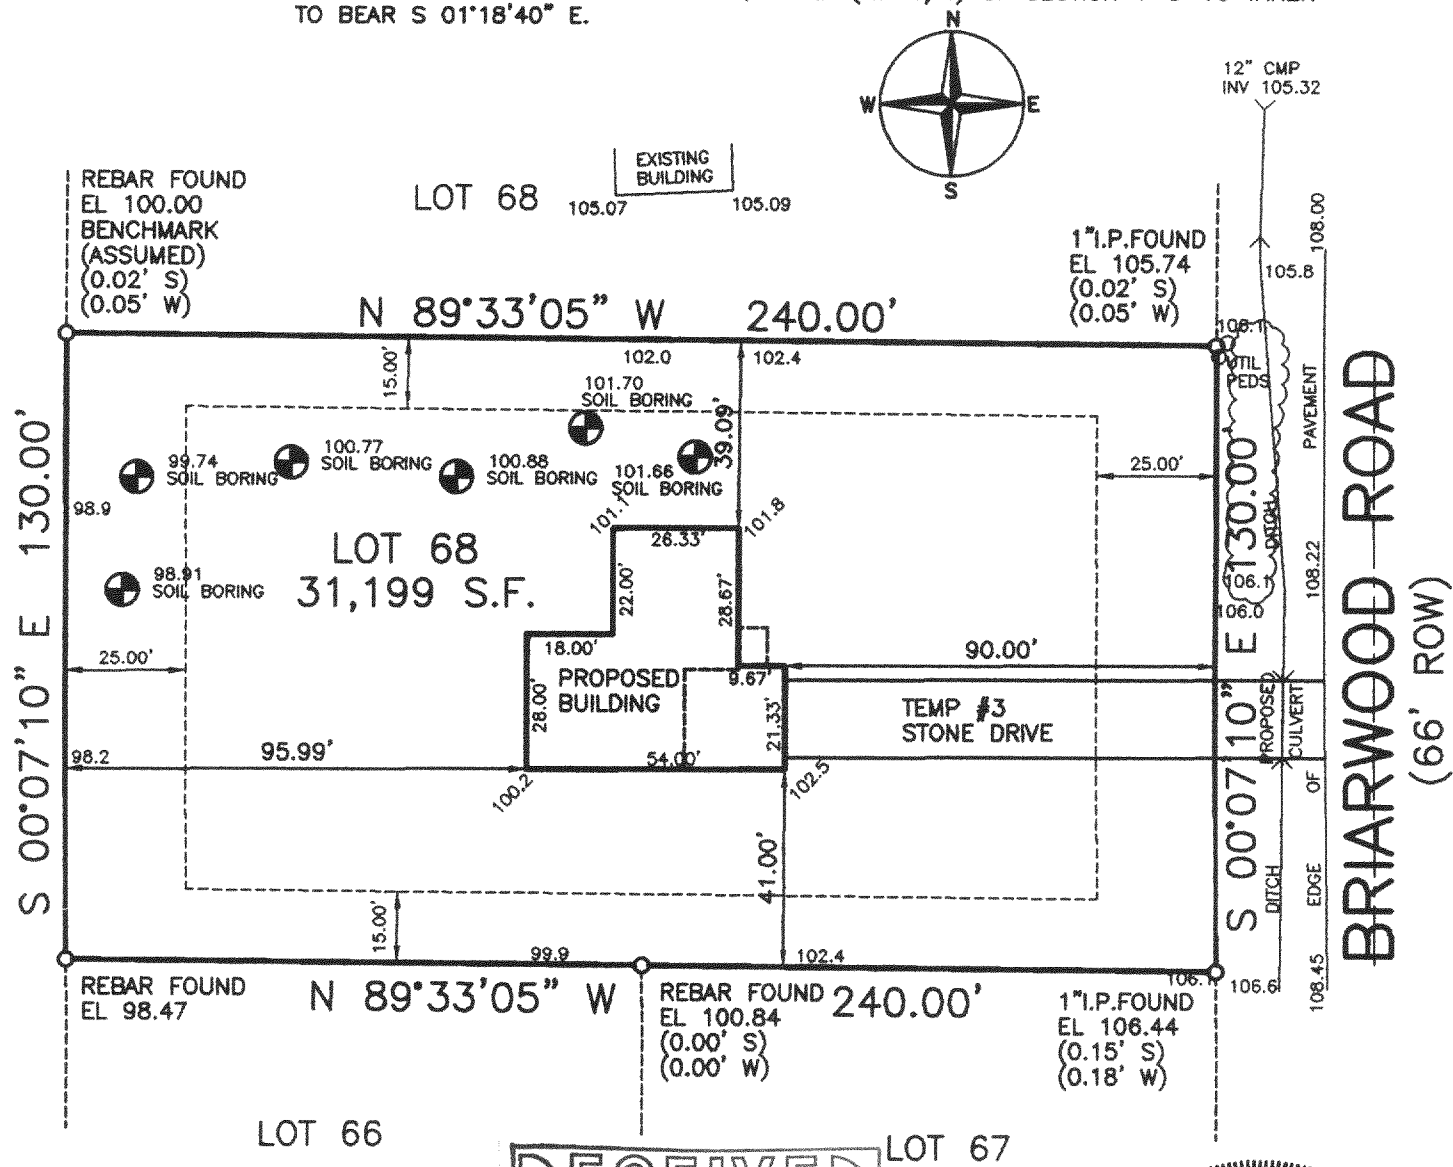 TO BEAR S 01°18'40" E.
N
W
E
S
12" CMP
INV 105.32
EXISTING
BUILDING
105.07
105.09
LOT 68
REBAR FOUND
EL 100.00
BENCHMARK
(ASSUMED)
(0.02' S)
(0.05' W)
1"I.P.FOUND
EL 105.74
(0.02' S)
(0.05' W)
105.8
108.00
N 89°33'05" W 240.00'
15.00'
102.0
102.4
UTIL
PEDS
PAVEMENT
101.70
SOIL BORING
39.09'
99.74
SOIL BORING
100.77
SOIL BORING
100.88
SOIL BORING
101.66
SOIL BORING
25.00'
98.9
101.1
101.8
26.33'
LOT 68
31,199 S.F.
98.91
SOIL BORING
22.00'
28.67'
DITCH
106.1
106.0
108.22
S 00°07'10" E 130.00'
25.00'
18.00'
PROPOSED
BUILDING
9.67'
90.00'
28.00'
21.33'
TEMP #3
STONE DRIVE
PROPOSED
CULVERT
S 00°07'10" E 130.00'
BRIARWOOD ROAD
(66' ROW)
98.2
95.99'
54.00'
100.2
102.5
41.00'
OF
EDGE
DITCH
15.00'
99.9
102.4
106.6
108.45
REBAR FOUND
EL 98.47
N 89°33'05" W 240.00'
REBAR FOUND
EL 100.84
(0.00' S)
(0.00' W)
1"I.P.FOUND
EL 106.44
(0.15' S)
(0.18' W)
LOT 66
LOT 67
RECEIVED